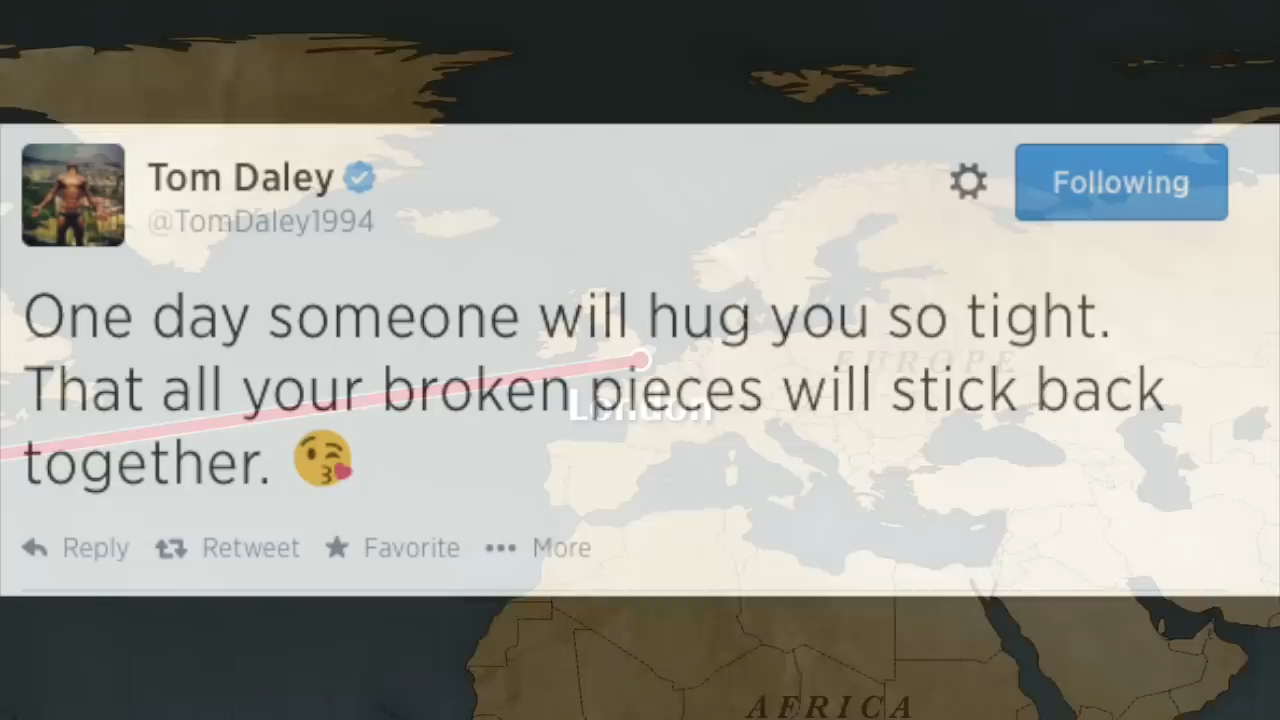 Tom Daley
@TomDaley1994
Following
One day someone will hug you so tight.
That all your broken pieces will stick back
together. 😘
Reply Retweet Favorite More
EUROPE
London
AFRICA